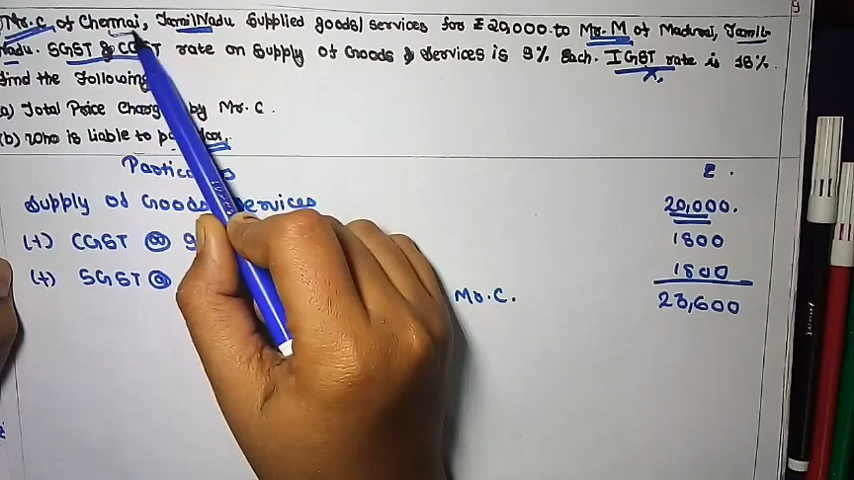 9
Mr. C of Chennai, TamilNadu supplied goods/services for ₹20,000 to Mr. M of Madurai, Tamil-
Nadu. SGST & CGST rate on supply of Goods & Services is 9% Each. IGST rate is 18%.
find the following
(a) Total Price Charged by Mr. C.
(b) Who is liable to pay
Particulars ₹.
Supply of Goods Services 20,000.
(+) CGST @ 9 1800
(+) SGST @ 1800
Mr. C. 23,600